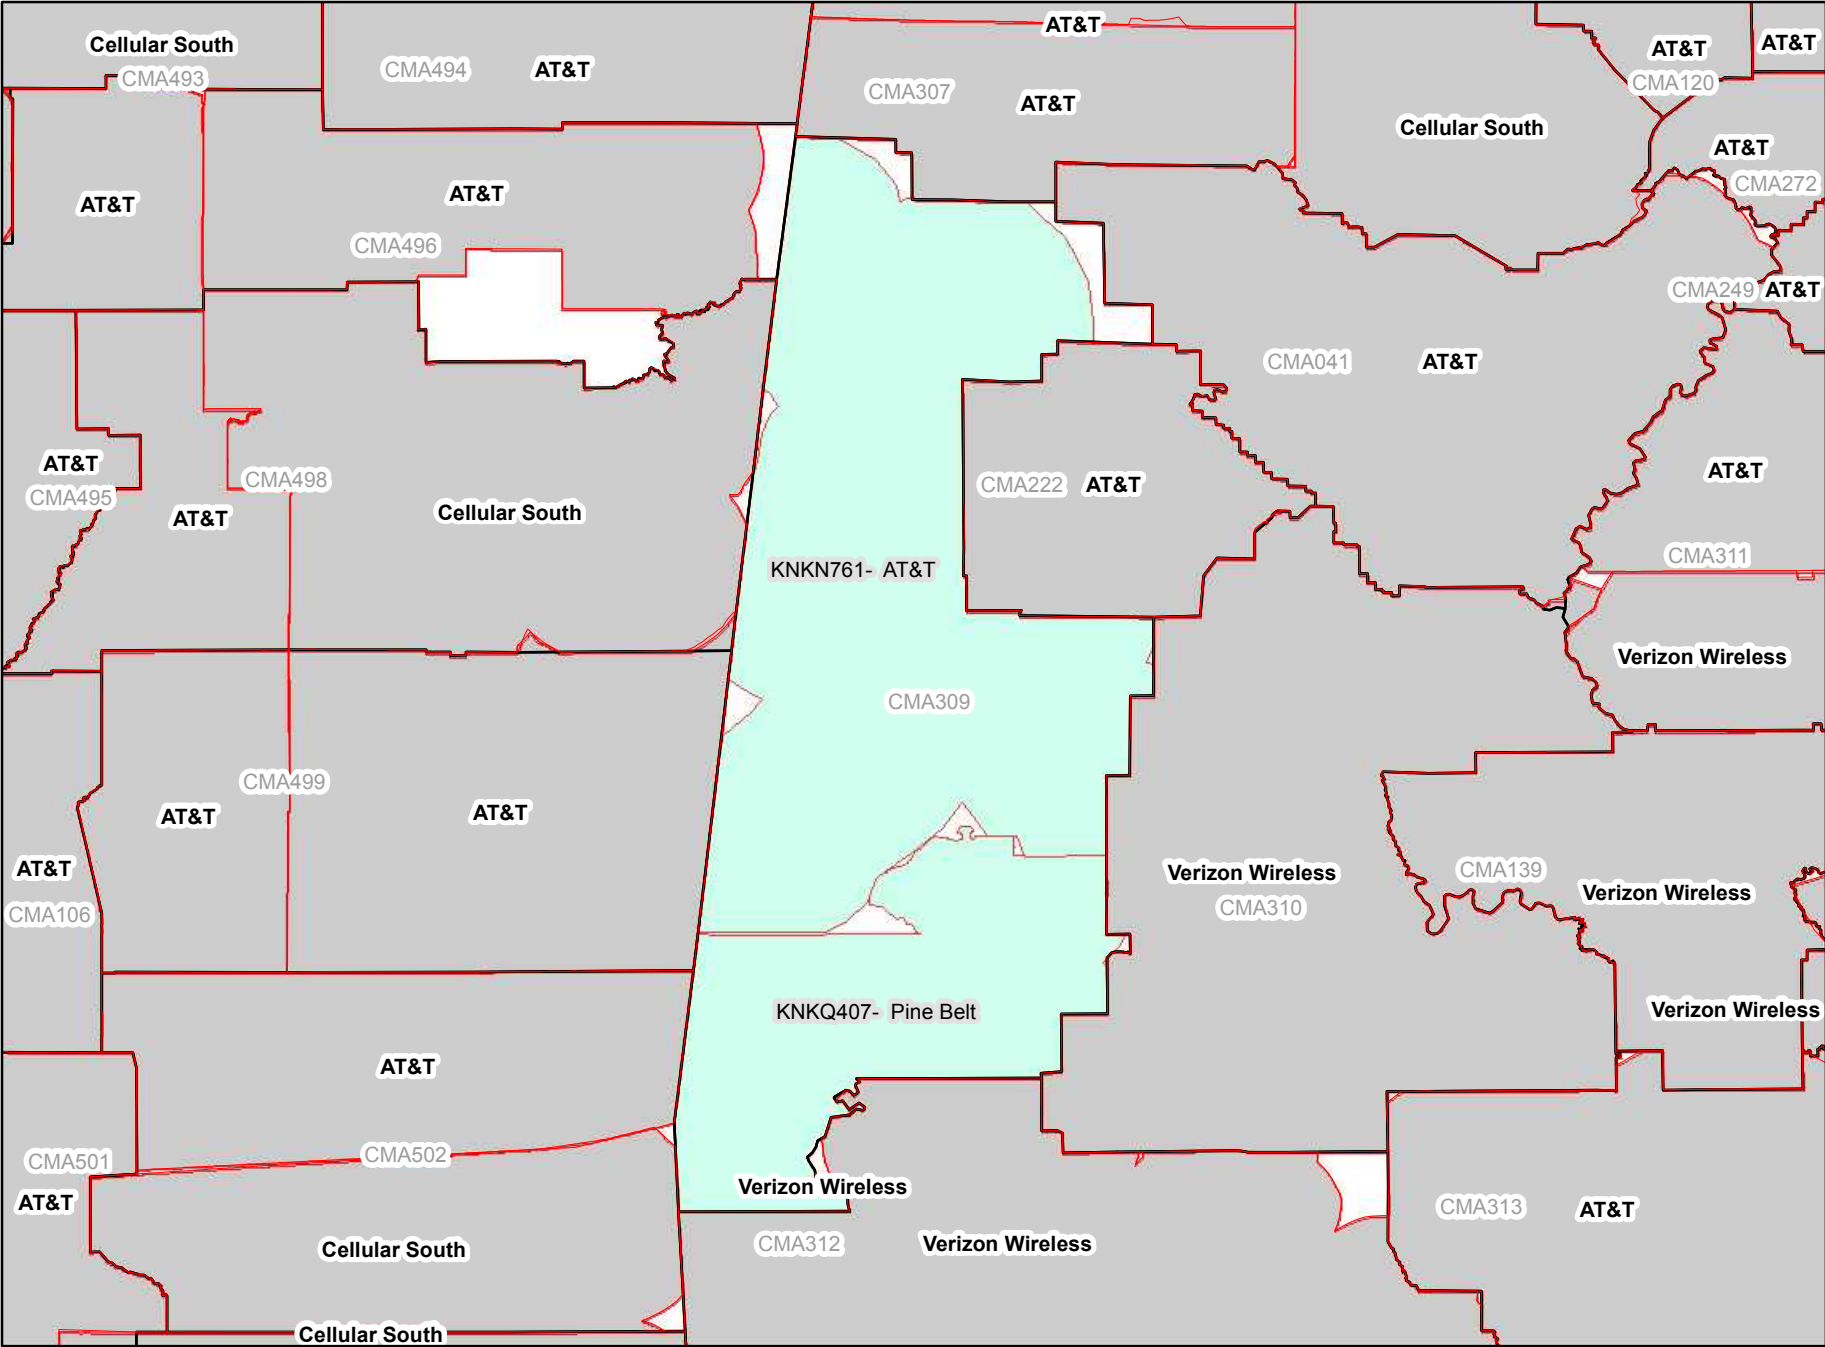 AT&T
AT&T
Cellular South
AT&T
AT&T
CMA494
AT&T
CMA493
CMA120
CMA307
AT&T
Cellular South
AT&T
CMA272
AT&T
AT&T
CMA496
CMA249
AT&T
CMA041
AT&T
AT&T
CMA495
AT&T
CMA498
CMA222
AT&T
Cellular South
AT&T
CMA311
KNKN761- AT&T
Verizon Wireless
CMA309
CMA499
AT&T
AT&T
AT&T
CMA106
Verizon Wireless
CMA310
CMA139
Verizon Wireless
KNKQ407- Pine Belt
Verizon Wireless
AT&T
CMA502
CMA501
AT&T
Verizon Wireless
CMA313
AT&T
Cellular South
CMA312
Verizon Wireless
Cellular South